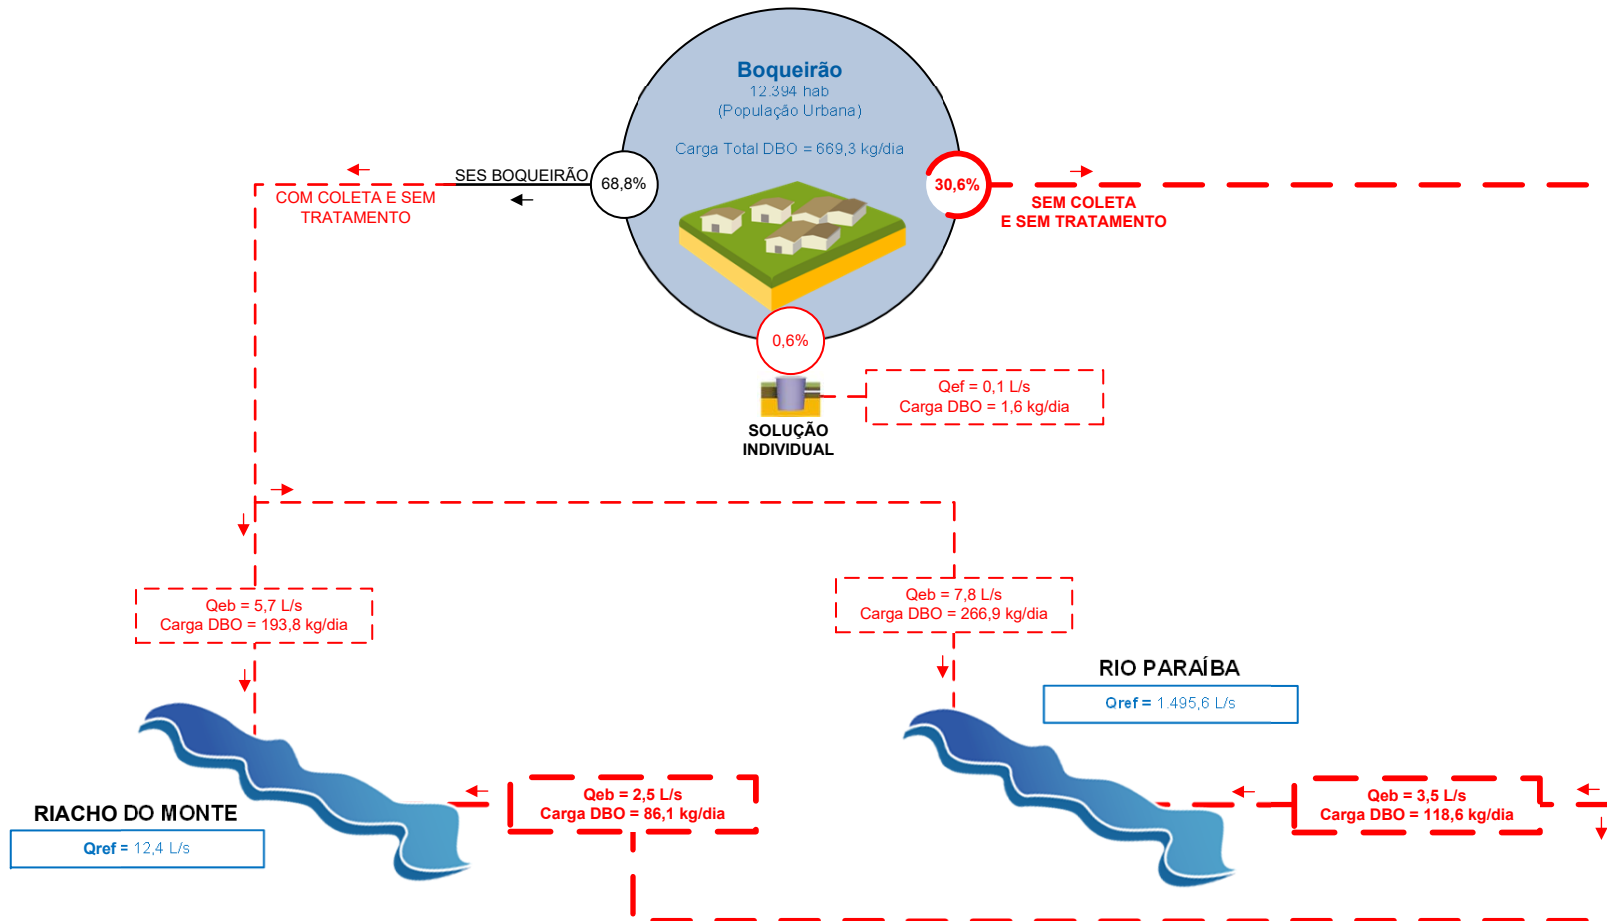 Boqueirão
12.394 hab
(População Urbana)
Carga Total DBO = 669,3 kg/dia
SES BOQUEIRÃO
68,8%
30,6%
COM COLETA E SEM
TRATAMENTO
SEM COLETA
E SEM TRATAMENTO
0,6%
SOLUÇÃO
INDIVIDUAL
Qef = 0,1 L/s
Carga DBO = 1,6 kg/dia
Qeb = 5,7 L/s
Carga DBO = 193,8 kg/dia
Qeb = 7,8 L/s
Carga DBO = 266,9 kg/dia
RIO PARAÍBA
Qref = 1.495,6 L/s
RIACHO DO MONTE
Qref = 12,4 L/s
Qeb = 2,5 L/s
Carga DBO = 86,1 kg/dia
Qeb = 3,5 L/s
Carga DBO = 118,6 kg/dia